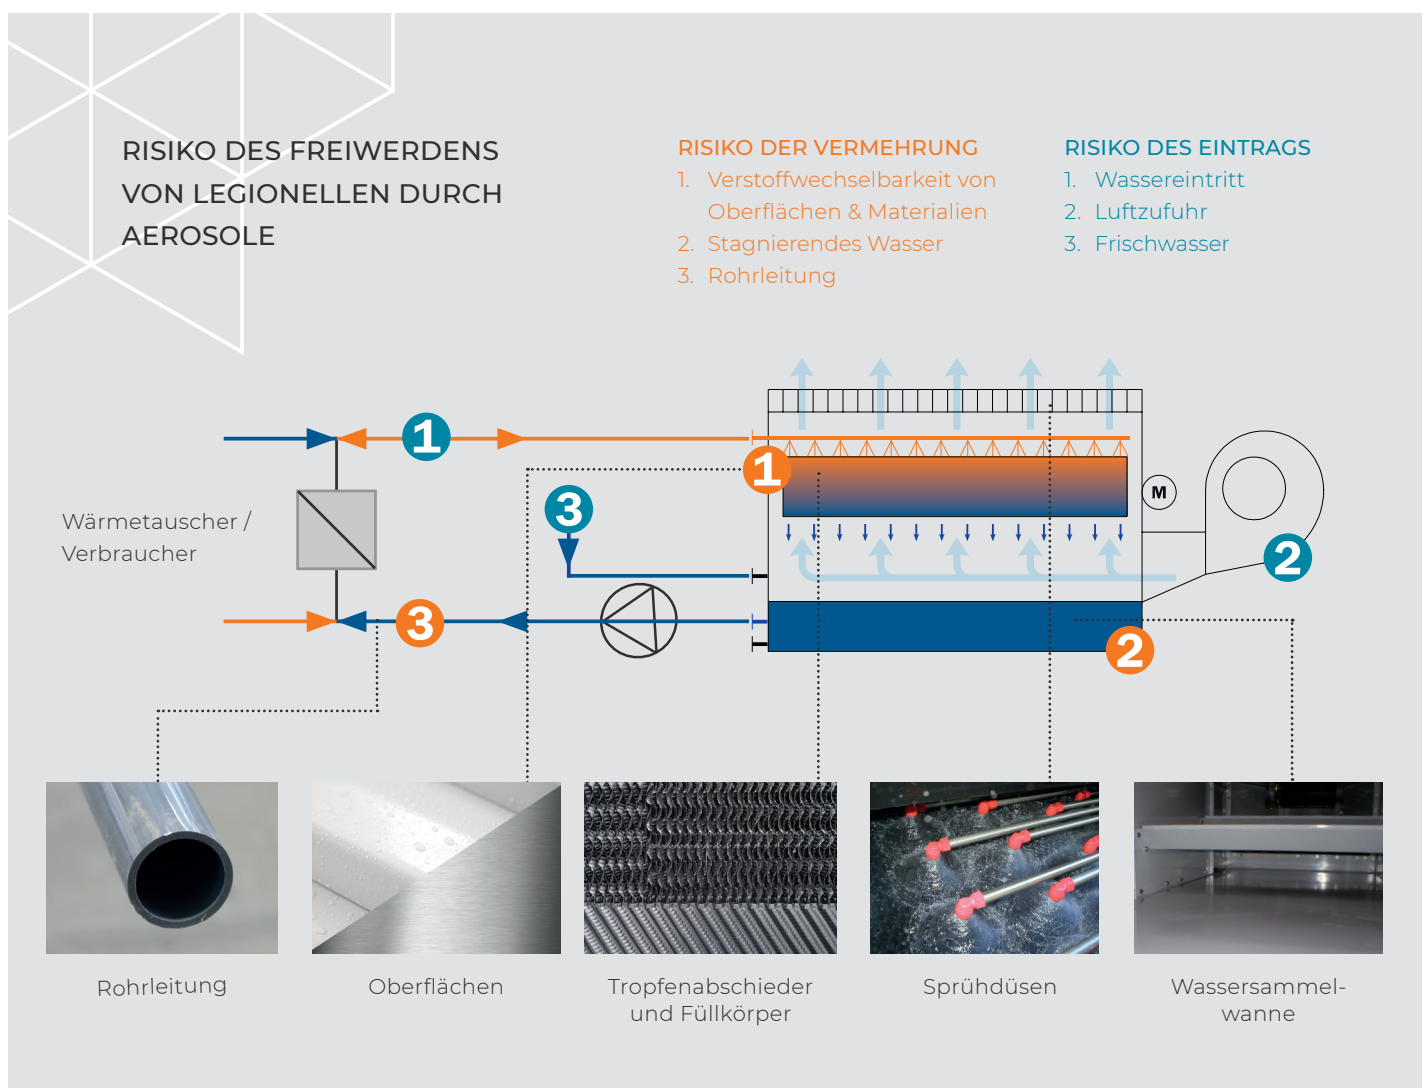 RISIKO DES FREIWERDENS
VON LEGIONELLEN DURCH
AEROSOLE
RISIKO DER VERMEHRUNG
1. Verstoffwechselbarkeit von
Oberflächen & Materialien
2. Stagnierendes Wasser
3. Rohrleitung
RISIKO DES EINTRAGS
1. Wassereintritt
2. Luftzufuhr
3. Frischwasser
1
1
3
M
2
Wärmetauscher /
Verbraucher
3
2
Rohrleitung
Oberflächen
Tropfenabschieder
und Füllkörper
Sprühdüsen
Wassersammel-
wanne